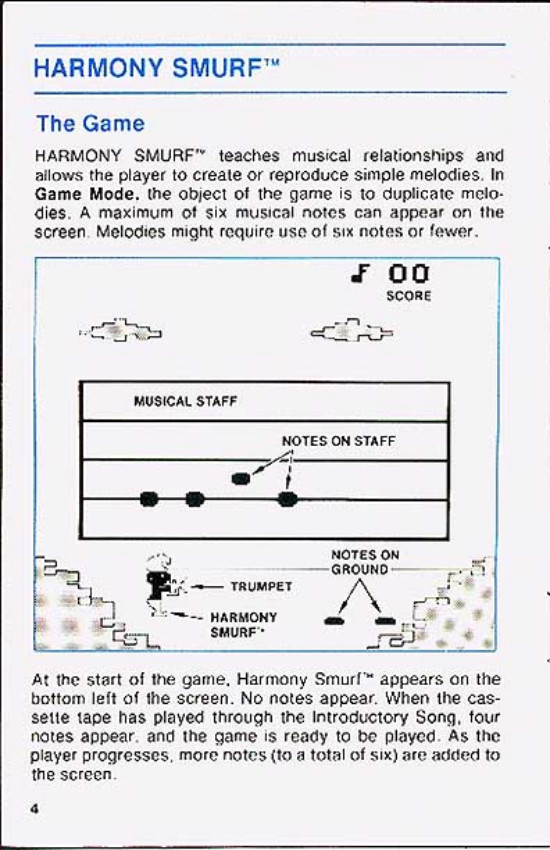 HARMONY SMURF™
The Game
HARMONY SMURF™ teaches musical relationships and
allows the player to create or reproduce simple melodies. In
Game Mode, the object of the game is to duplicate melo-
dies. A maximum of six musical notes can appear on the
screen. Melodies might require use of six notes or fewer.
00
SCORE
MUSICAL STAFF
NOTES ON STAFF
NOTES ON
GROUND
TRUMPET
HARMONY
SMURF™
At the start of the game, Harmony Smurf™ appears on the
bottom left of the screen. No notes appear. When the cas-
sette tape has played through the Introductory Song, four
notes appear, and the game is ready to be played. As the
player progresses, more notes (to a total of six) are added to
the screen.
4